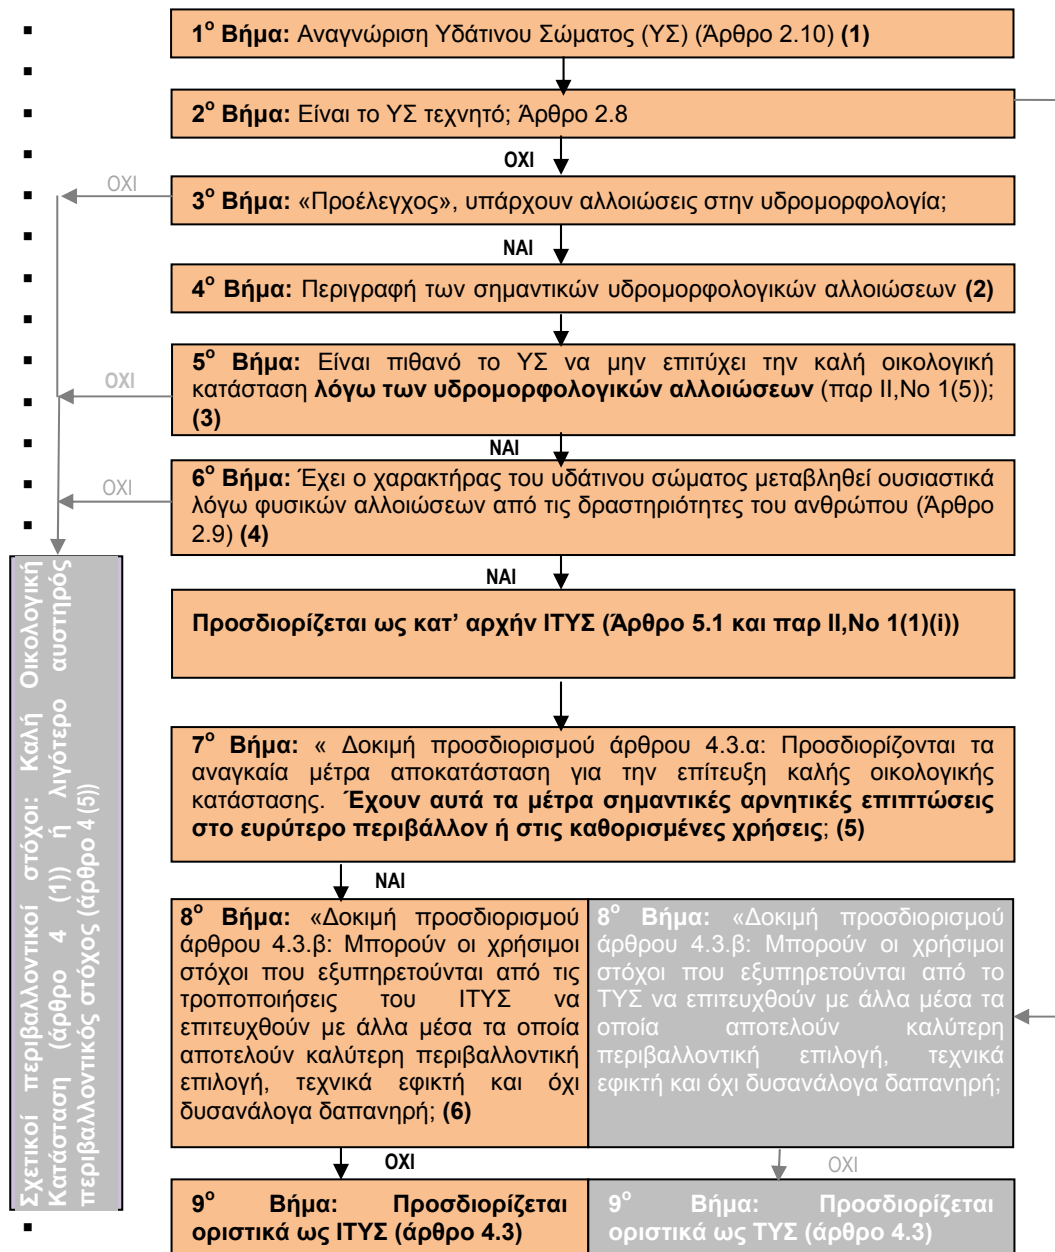 1ο Βήμα: Αναγνώριση Υδάτινου Σώματος (ΥΣ) (Άρθρο 2.10) (1)
2ο Βήμα: Είναι το ΥΣ τεχνητό; Άρθρο 2.8
ΟΧΙ
ΟΧΙ
3ο Βήμα: «Προέλεγχος», υπάρχουν αλλοιώσεις στην υδρομορφολογία;
ΝΑΙ
4ο Βήμα: Περιγραφή των σημαντικών υδρομορφολογικών αλλοιώσεων (2)
ΟΧΙ
5ο Βήμα: Είναι πιθανό το ΥΣ να μην επιτύχει την καλή οικολογική
κατάσταση λόγω των υδρομορφολογικών αλλοιώσεων (παρ ΙΙ,Νο 1(5));
(3)
ΝΑΙ
ΟΧΙ
6ο Βήμα: Έχει ο χαρακτήρας του υδάτινου σώματος μεταβληθεί ουσιαστικά
λόγω φυσικών αλλοιώσεων από τις δραστηριότητες του ανθρώπου (Άρθρο
2.9) (4)
ΝΑΙ
Προσδιορίζεται ως κατ’ αρχήν ΙΤΥΣ (Άρθρο 5.1 και παρ ΙΙ,Νο 1(1)(i))
7ο Βήμα: « Δοκιμή προσδιορισμού άρθρου 4.3.α: Προσδιορίζονται τα
αναγκαία μέτρα αποκατάσταση για την επίτευξη καλής οικολογικής
κατάστασης. Έχουν αυτά τα μέτρα σημαντικές αρνητικές επιπτώσεις
στο ευρύτερο περιβάλλον ή στις καθορισμένες χρήσεις; (5)
ΝΑΙ
8ο Βήμα: «Δοκιμή προσδιορισμού
άρθρου 4.3.β: Μπορούν οι χρήσιμοι
στόχοι που εξυπηρετούνται από τις
τροποποιήσεις του ΙΤΥΣ να
επιτευχθούν με άλλα μέσα τα οποία
αποτελούν καλύτερη περιβαλλοντική
επιλογή, τεχνικά εφικτή και όχι
δυσανάλογα δαπανηρή; (6)
8ο Βήμα: «Δοκιμή προσδιορισμού
άρθρου 4.3.β: Μπορούν οι χρήσιμοι
στόχοι που εξυπηρετούνται από το
ΤΥΣ να επιτευχθούν με άλλα μέσα τα
οποία αποτελούν καλύτερη
περιβαλλοντική επιλογή, τεχνικά
εφικτή και όχι δυσανάλογα δαπανηρή;
ΟΧΙ
ΟΧΙ
9ο Βήμα: Προσδιορίζεται
οριστικά ως ΙΤΥΣ (άρθρο 4.3)
9ο Βήμα: Προσδιορίζεται
οριστικά ως ΤΥΣ (άρθρο 4.3)
Σχετικοί περιβαλλοντικοί στόχοι: Καλή Οικολογική
Κατάσταση (άρθρο 4 (1)) ή λιγότερο αυστηρός
περιβαλλοντικός στόχος (άρθρο 4(5))